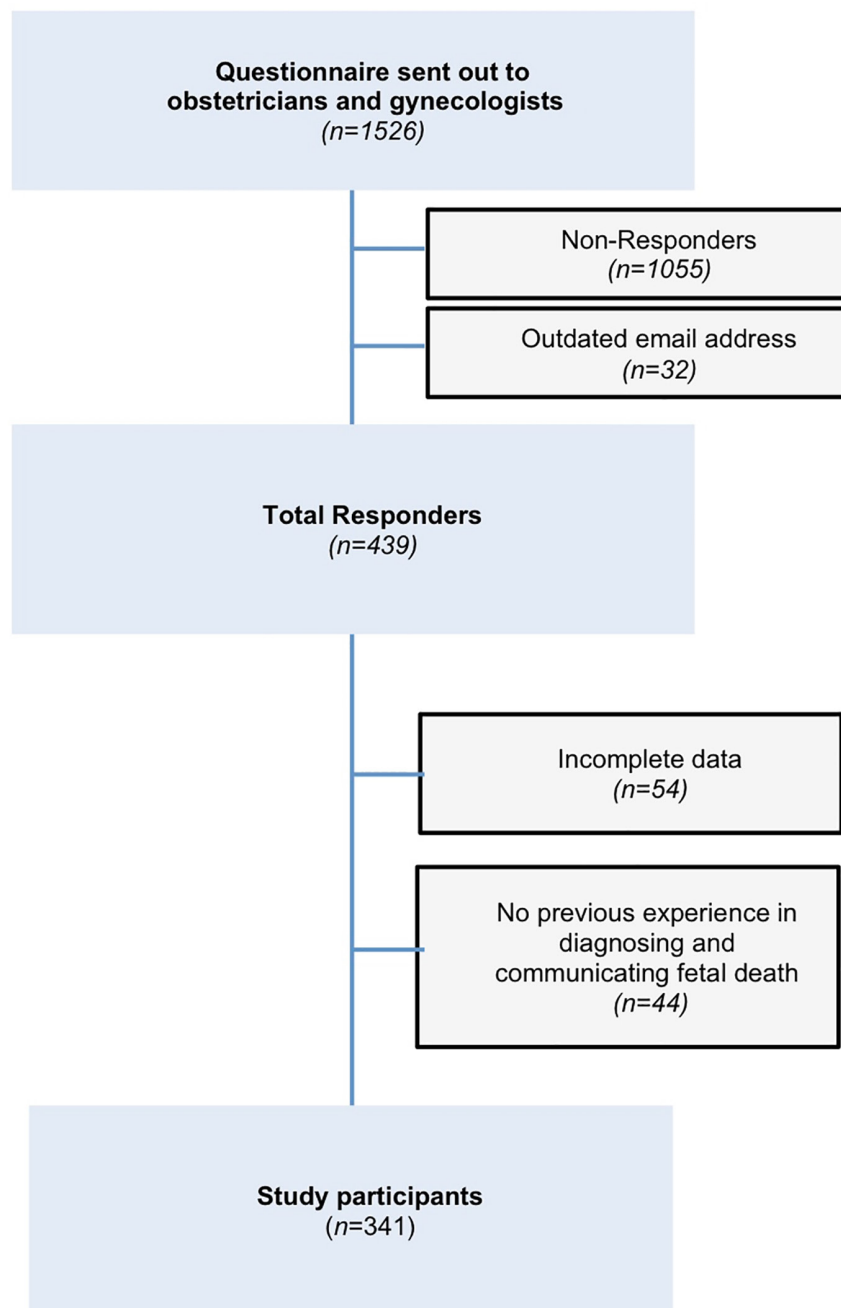 Questionnaire sent out to
obstetricians and gynecologists
(n=1526)
Non-Responders
(n=1055)
Outdated email address
(n=32)
Total Responders
(n=439)
Incomplete data
(n=54)
No previous experience in
diagnosing and
communicating fetal death
(n=44)
Study participants
(n=341)